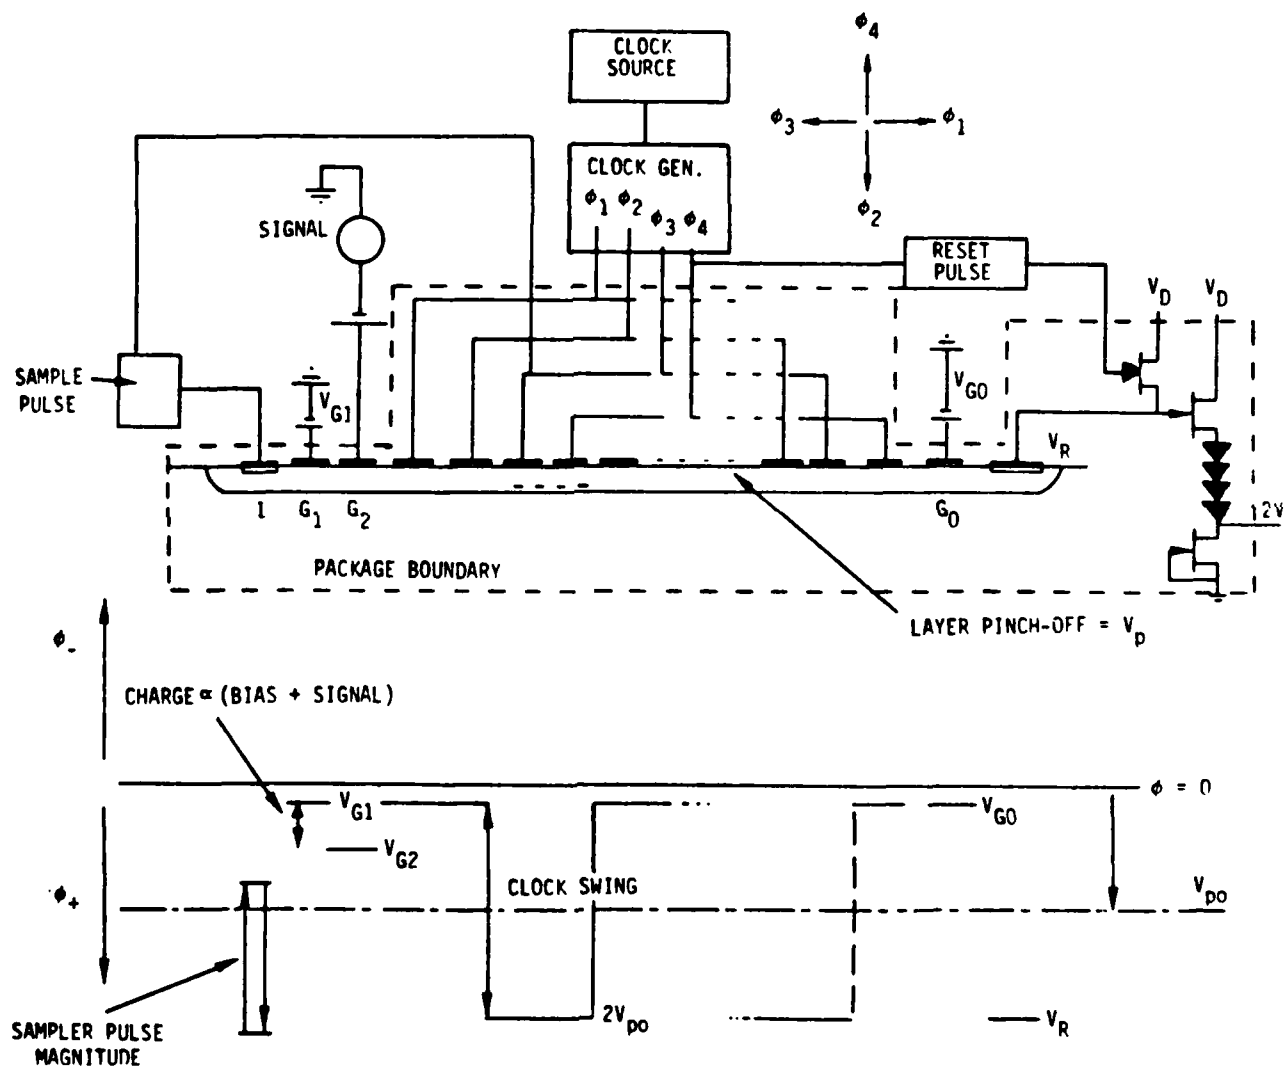 CLOCK
SOURCE
ϕ4
ϕ3
ϕ1
ϕ2
CLOCK GEN.
ϕ1 ϕ2 ϕ3 ϕ4
SIGNAL
RESET
PULSE
VD VD
SAMPLE
PULSE
VG1
VG0
VR
1 G1 G2 G0
2V
PACKAGE BOUNDARY
LAYER PINCH-OFF = Vp
ϕ-
CHARGE ∝ (BIAS + SIGNAL)
ϕ = 0
VG1
VG0
VG2
ϕ+
CLOCK SWING
Vpo
2Vpo
VR
SAMPLER PULSE
MAGNITUDE